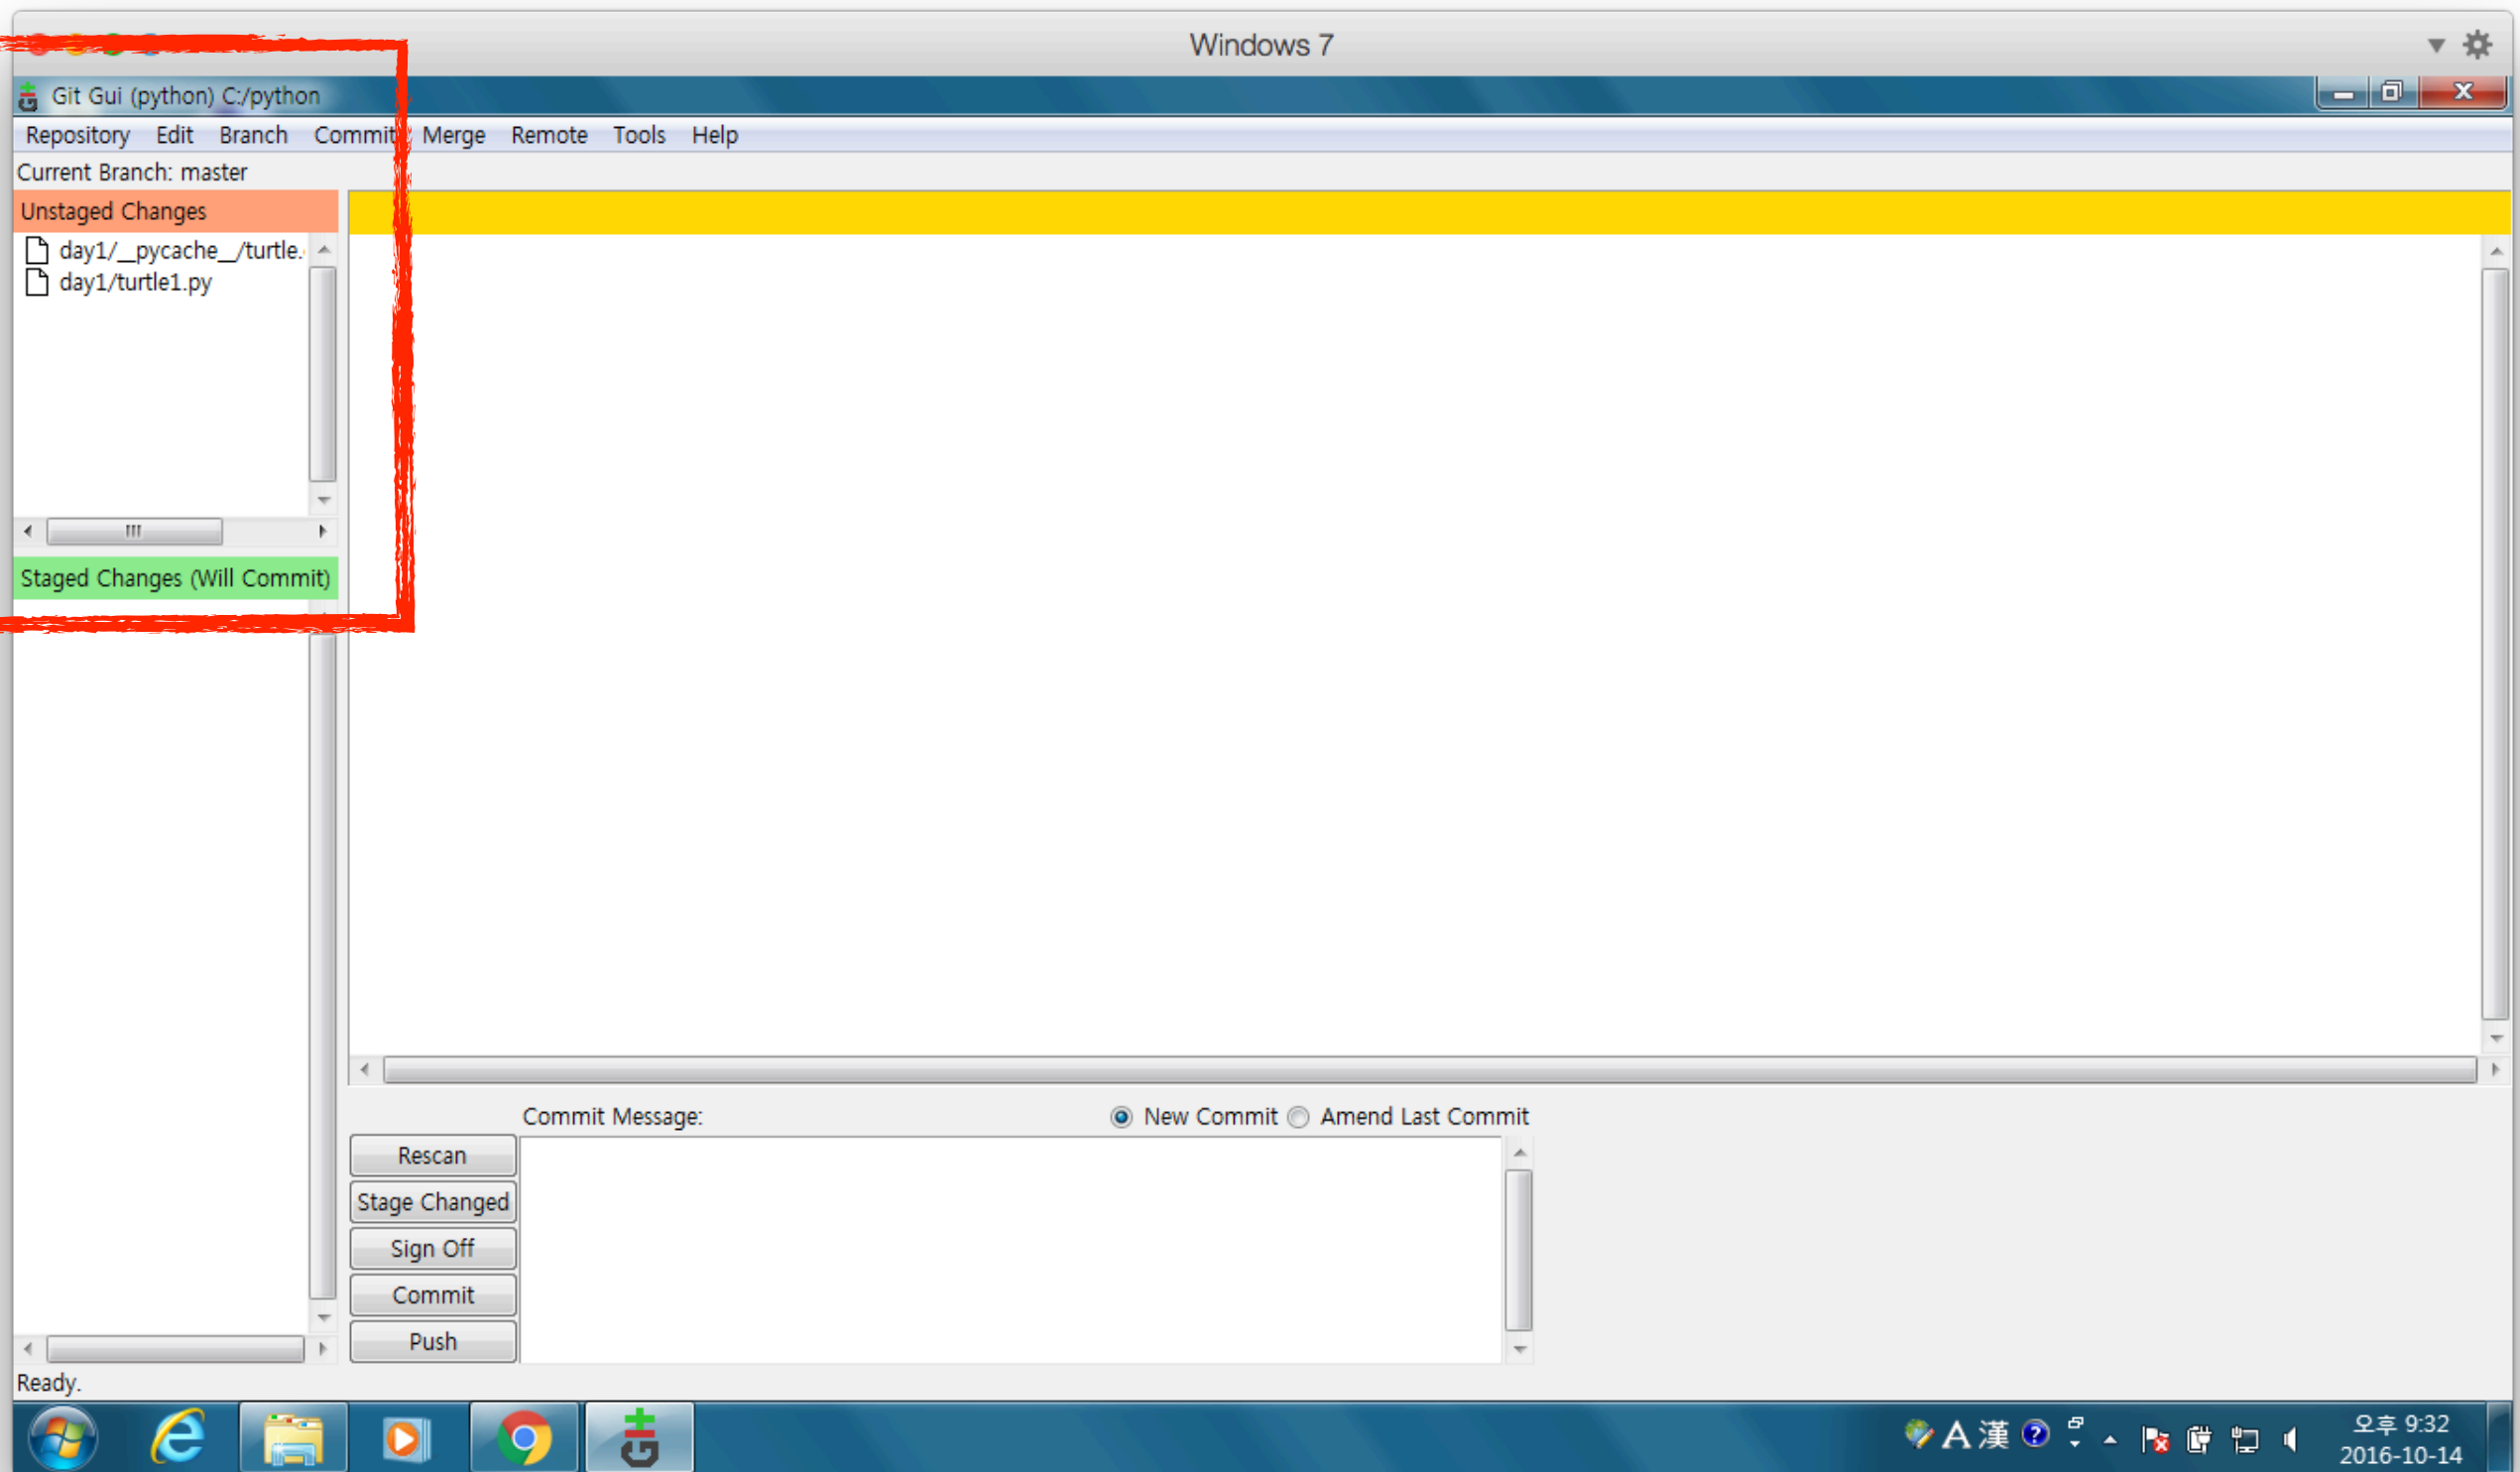 Windows 7
Git Gui (python) C:/python
Repository Edit Branch Commit Merge Remote Tools Help
Current Branch: master
Unstaged Changes
day1/__pycache__/turtle.
day1/turtle1.py
Staged Changes (Will Commit)
Commit Message:
New Commit
Amend Last Commit
Rescan
Stage Changed
Sign Off
Commit
Push
Ready.
A 漢
오후 9:32
2016-10-14